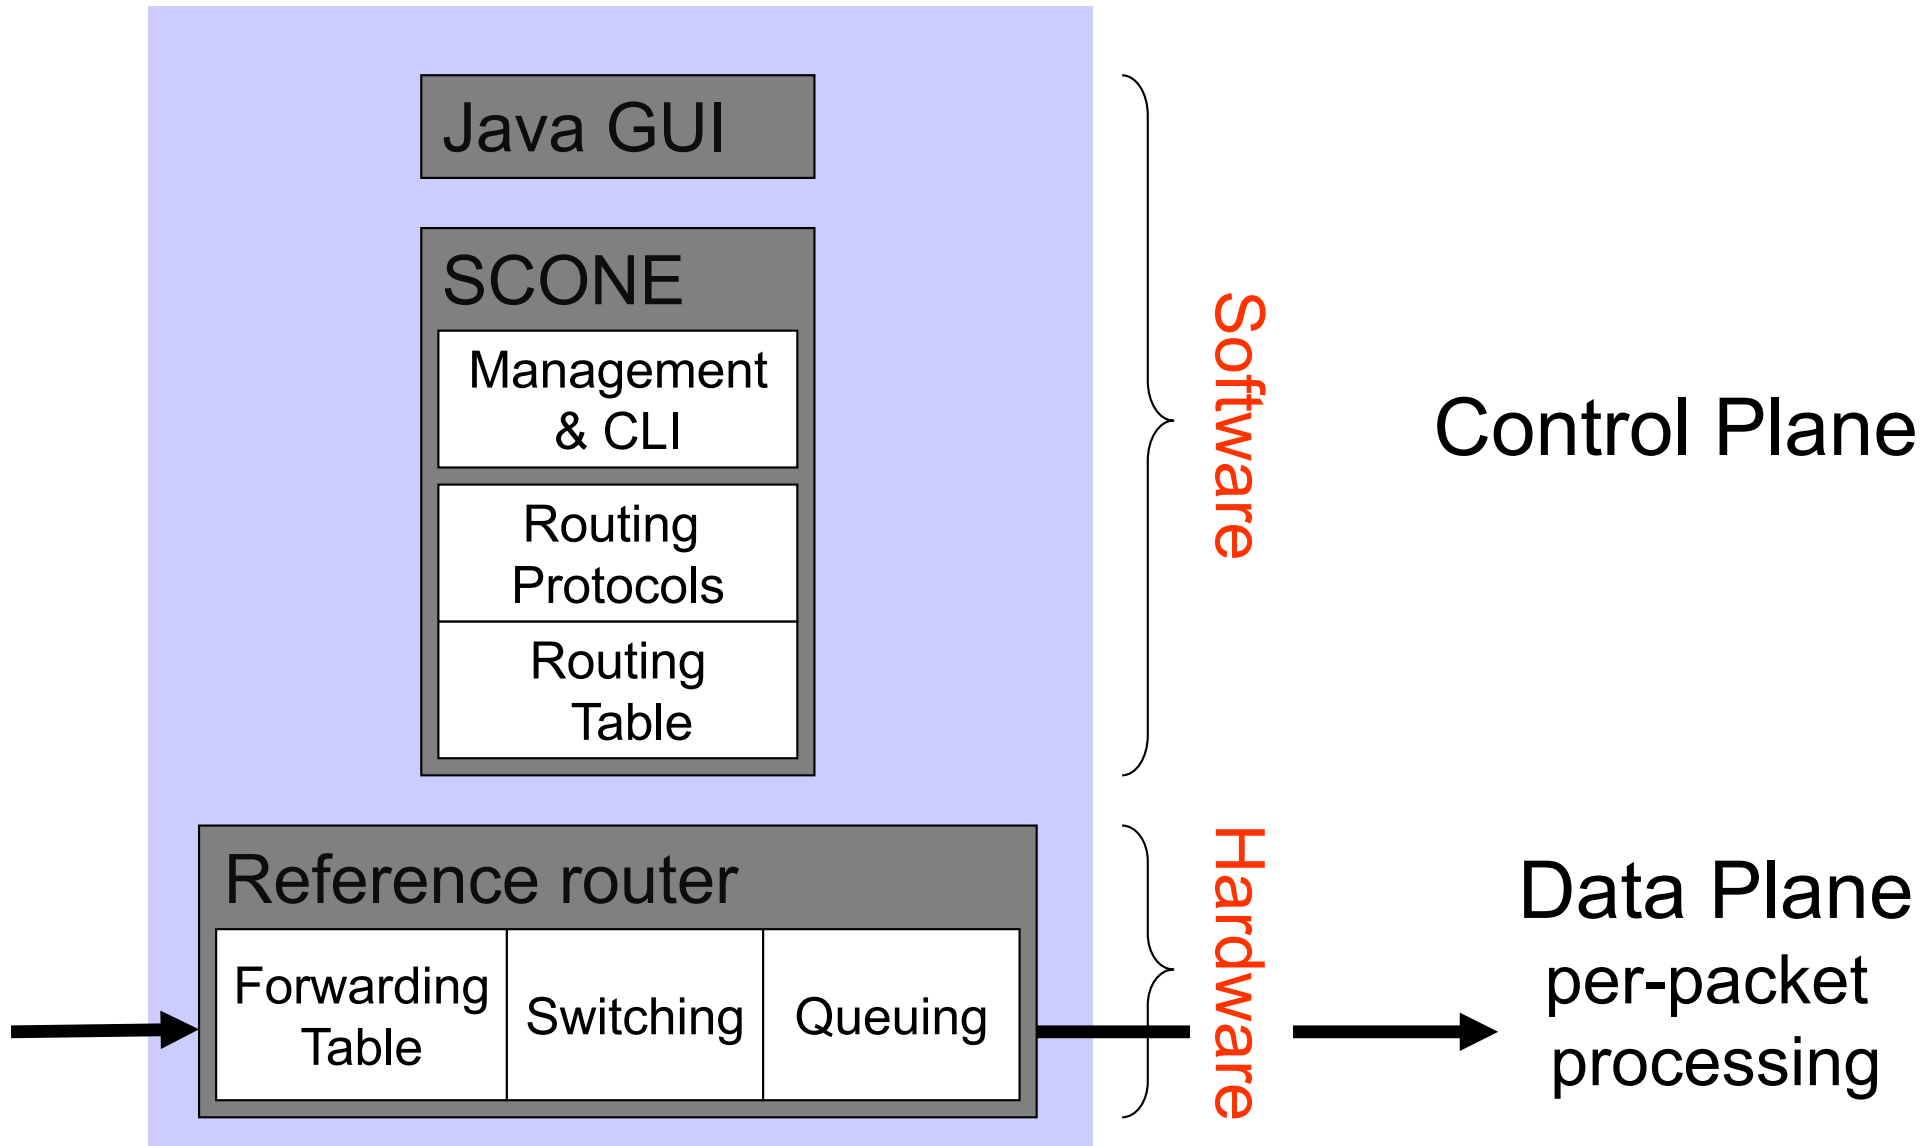 Java GUI
SCONE
Management
& CLI
Routing
Protocols
Routing
Table
Software
Control Plane
Reference router
Forwarding
Table
Switching
Queuing
Hardware
Data Plane
per-packet
processing